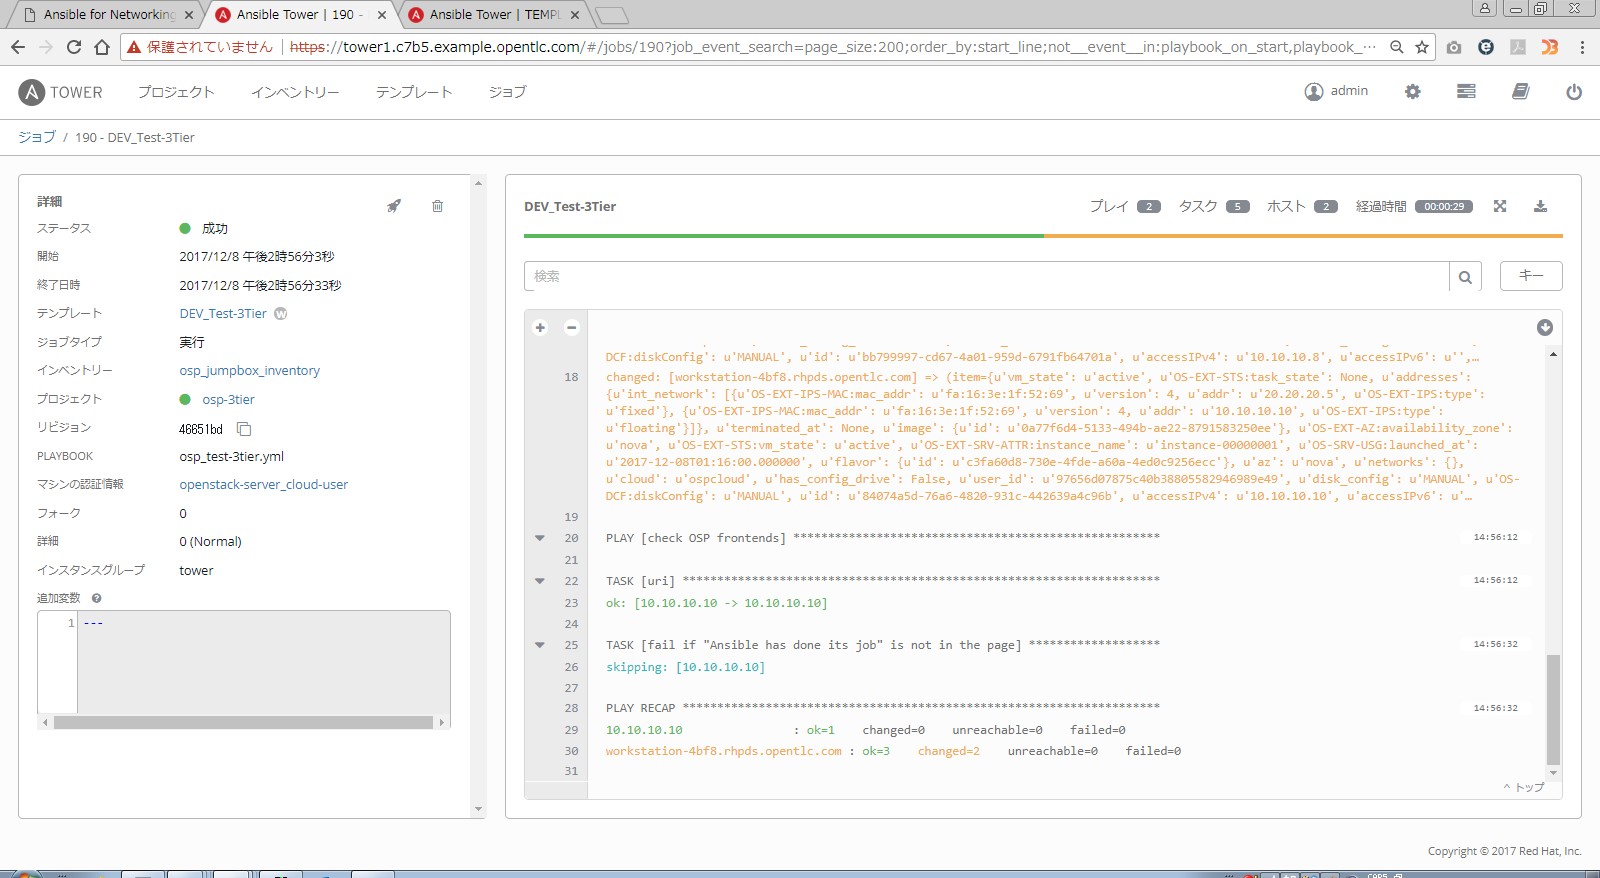 Ansible for Networking
Ansible Tower | 190 -
Ansible Tower | TEMPL
保護されていません
https://tower1.c7b5.example.opentlc.com/#/jobs/190?job_event_search=page_size:200;order_by:start_line;not__event__in:playbook_on_start,playbook_…
TOWER プロジェクト インベントリー テンプレート ジョブ admin
ジョブ / 190 - DEV_Test-3Tier
詳細
ステータス 成功
開始 2017/12/8 午後2時56分3秒
終了日時 2017/12/8 午後2時56分33秒
テンプレート DEV_Test-3Tier W
ジョブタイプ 実行
インベントリー osp_jumpbox_inventory
プロジェクト osp-3tier
リビジョン 46651bd
PLAYBOOK osp_test-3tier.yml
マシンの認証情報 openstack-server_cloud-user
フォーク 0
詳細 0 (Normal)
インスタンスグループ tower
追加変数 ?
1 ---
DEV_Test-3Tier プレイ 2 タスク 5 ホスト 2 経過時間 00:00:29
検索
キー
DCF:diskConfig': u'MANUAL', u'id': u'bb799997-cd67-4a01-959d-6791fb64701a', u'accessIPv4': u'10.10.10.8', u'accessIPv6': u'',…
18 changed: [workstation-4bf8.rhpds.opentlc.com] => (item={u'vm_state': u'active', u'OS-EXT-STS:task_state': None, u'addresses':
{u'int_network': [{u'OS-EXT-IPS-MAC:mac_addr': u'fa:16:3e:1f:52:69', u'version': 4, u'addr': u'20.20.20.5', u'OS-EXT-IPS:type':
u'fixed'}, {u'OS-EXT-IPS-MAC:mac_addr': u'fa:16:3e:1f:52:69', u'version': 4, u'addr': u'10.10.10.10', u'OS-EXT-IPS:type':
u'floating'}]}, u'terminated_at': None, u'image': {u'id': u'0a77f6d4-5133-494b-ae22-8791583250ee'}, u'OS-EXT-AZ:availability_zone':
u'nova', u'OS-EXT-STS:vm_state': u'active', u'OS-EXT-SRV-ATTR:instance_name': u'instance-00000001', u'OS-SRV-USG:launched_at':
u'2017-12-08T01:16:00.000000', u'flavor': {u'id': u'c3fa60d8-730e-4fde-a60a-4ed0c9256ecc'}, u'az': u'nova', u'networks': {},
u'cloud': u'ospcloud', u'has_config_drive': False, u'user_id': u'97656d07875c40b38805582946989e49', u'disk_config': u'MANUAL', u'OS-
DCF:diskConfig': u'MANUAL', u'id': u'84074a5d-76a6-4820-931c-442639a4c96b', u'accessIPv4': u'10.10.10.10', u'accessIPv6': u'…
19
20 PLAY [check OSP frontends] ***************************************************** 14:56:12
21
22 TASK [uri] ********************************************************************* 14:56:12
23 ok: [10.10.10.10 -> 10.10.10.10]
24
25 TASK [fail if "Ansible has done its job" is not in the page] ******************* 14:56:32
26 skipping: [10.10.10.10]
27
28 PLAY RECAP ********************************************************************* 14:56:32
29 10.10.10.10 : ok=1 changed=0 unreachable=0 failed=0
30 workstation-4bf8.rhpds.opentlc.com : ok=3 changed=2 unreachable=0 failed=0
31
^ トップ
Copyright © 2017 Red Hat, Inc.